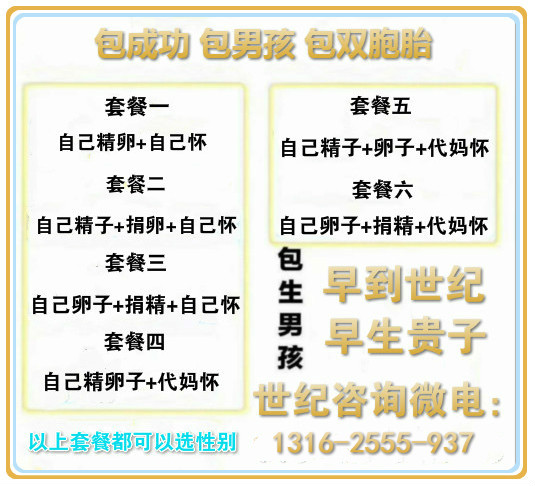 包成功 包男孩 包双胞胎
套餐一
自己精卵+自己怀
套餐二
自己精子+捐卵+自己怀
套餐三
自己卵子+捐精+自己怀
套餐四
自己精卵子+代妈怀
以上套餐都可以选性别
套餐五
自己精子+卵子+代妈怀
套餐六
自己卵子+捐精+代妈怀
包生男孩
早到世纪
早生贵子
世纪咨询微电:
1316-2555-937